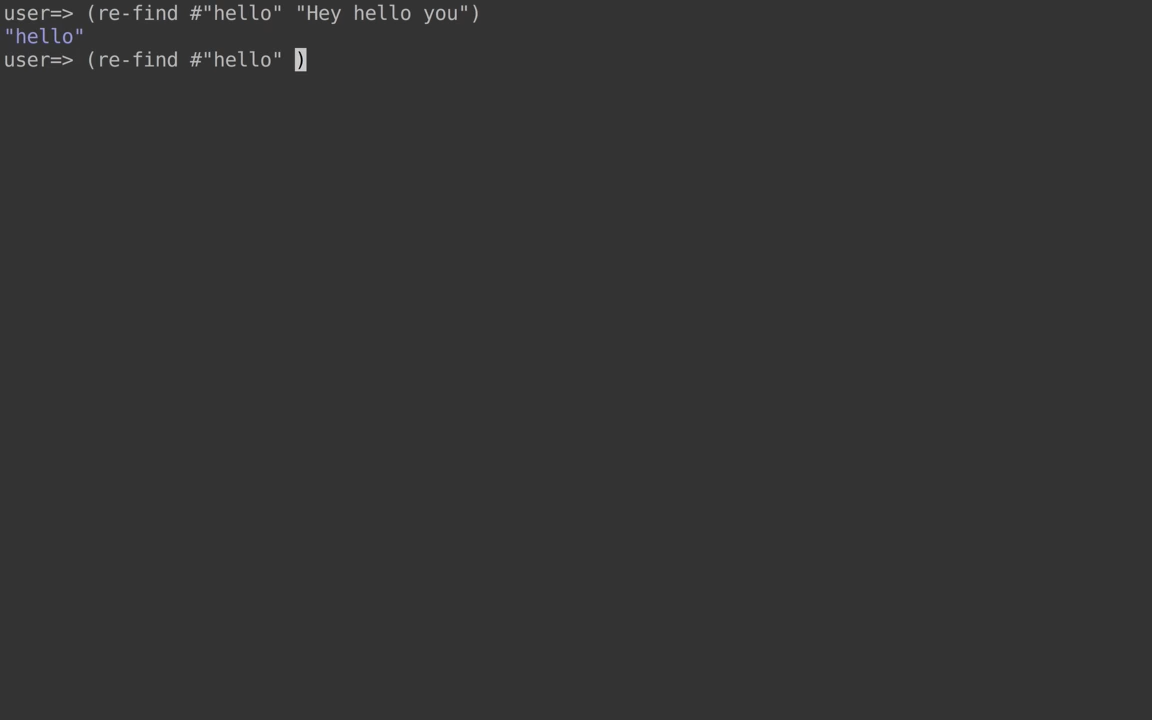 user=> (re-find #"hello" "Hey hello you")
"hello"
user=> (re-find #"hello" )